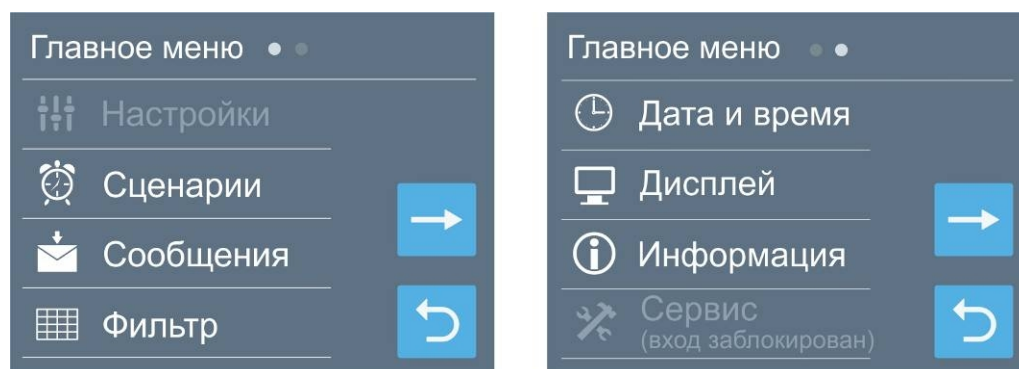 Главное меню
Настройки
Сценарии
Сообщения
Фильтр
Главное меню
Дата и время
Дисплей
Информация
Сервис
(вход заблокирован)